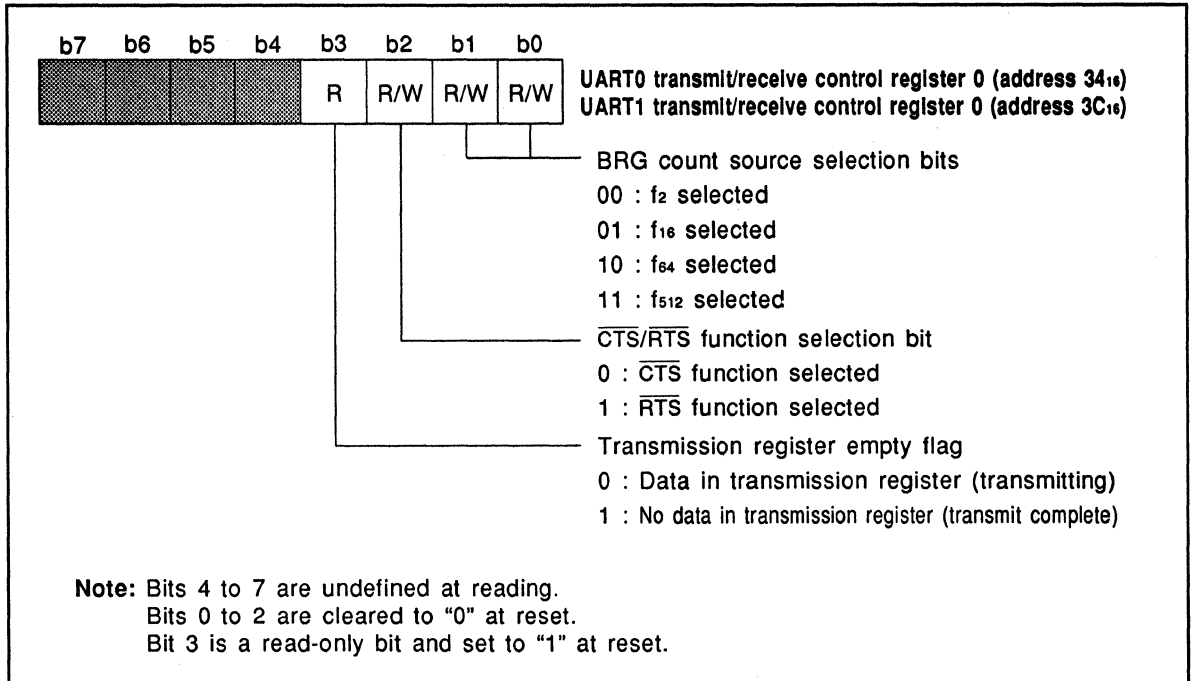 b7 b6 b5 b4 b3 b2 b1 b0
R R/W R/W R/W
UART0 transmit/receive control register 0 (address 34₁₆)
UART1 transmit/receive control register 0 (address 3C₁₆)
BRG count source selection bits
00 : f₂ selected
01 : f₁₆ selected
10 : f₆₄ selected
11 : f₅₁₂ selected
C̅T̅S̅/R̅T̅S̅ function selection bit
0 : C̅T̅S̅ function selected
1 : R̅T̅S̅ function selected
Transmission register empty flag
0 : Data in transmission register (transmitting)
1 : No data in transmission register (transmit complete)
Note: Bits 4 to 7 are undefined at reading.
Bits 0 to 2 are cleared to “0” at reset.
Bit 3 is a read-only bit and set to “1” at reset.